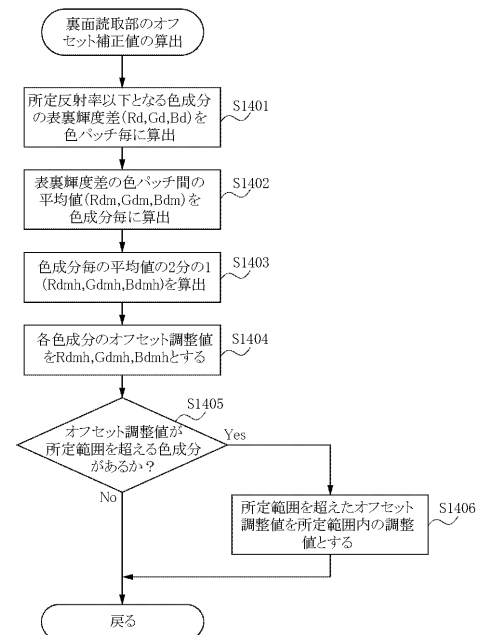 裏面読取部のオフ
セット補正値の算出
所定反射率以下となる色成分
の表裏輝度差(Rd,Gd,Bd)を
色パッチ毎に算出
S1401
表裏輝度差の色パッチ間の
平均値(Rdm,Gdm,Bdm)を
色成分毎に算出
S1402
色成分毎の平均値の2分の1
(Rdmh,Gdmh,Bdmh)を算出
S1403
各色成分のオフセット調整値
をRdmh,Gdmh,Bdmhとする
S1404
S1405
オフセット調整値が
所定範囲を超える色成分
があるか？
Yes
No
所定範囲を超えたオフセット
調整値を所定範囲内の調整
値とする
S1406
戻る